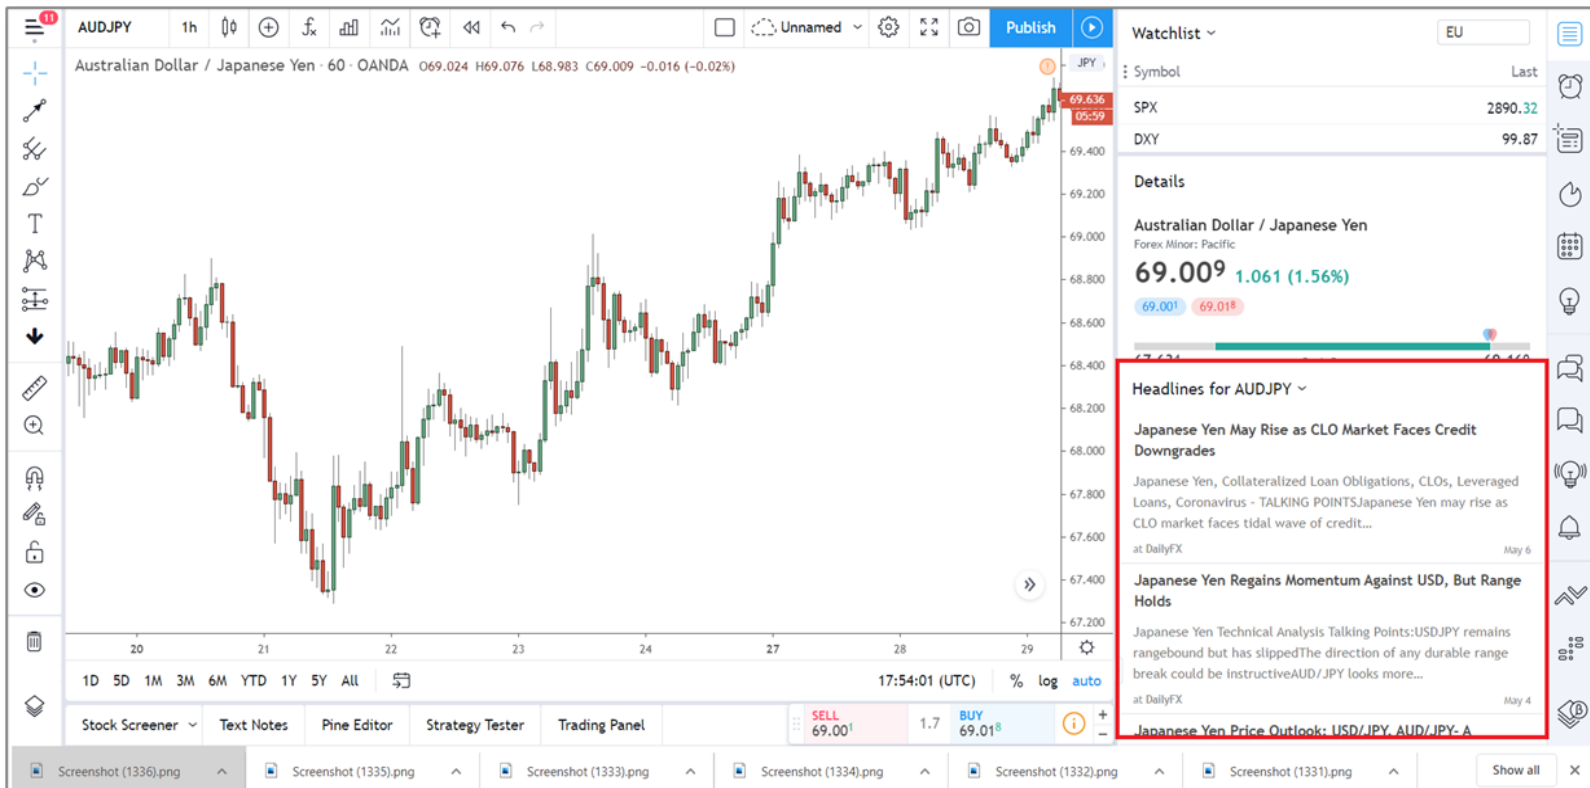 11
AUDJPY
1h
Unnamed
Publish
Australian Dollar / Japanese Yen · 60 · OANDA O69.024 H69.076 L68.983 C69.009 -0.016 (-0.02%)
JPY
69.636
05:59
69.400
69.200
69.000
68.800
68.600
68.400
68.200
68.000
67.800
67.600
67.400
67.200
20 21 22 23 24 27 28 29
1D 5D 1M 3M 6M YTD 1Y 5Y All
17:54:01 (UTC) % log auto
Stock Screener Text Notes Pine Editor Strategy Tester Trading Panel
SELL
69.001
1.7
BUY
69.018
Watchlist
EU
Symbol Last
SPX 2890.32
DXY 99.87
Details
Australian Dollar / Japanese Yen
Forex Minor: Pacific
69.009 1.061 (1.56%)
69.001 69.018
Headlines for AUDJPY
Japanese Yen May Rise as CLO Market Faces Credit
Downgrades
Japanese Yen, Collateralized Loan Obligations, CLOs, Leveraged
Loans, Coronavirus - TALKING POINTSJapanese Yen may rise as
CLO market faces tidal wave of credit...
at DailyFX May 6
Japanese Yen Regains Momentum Against USD, But Range
Holds
Japanese Yen Technical Analysis Talking Points:USDJPY remains
rangebound but has slippedThe direction of any durable range
break could be instructiveAUD/JPY looks more...
at DailyFX May 4
Japanese Yen Price Outlook: USD/JPY, AUD/JPY- A
Screenshot (1336).png Screenshot (1335).png Screenshot (1333).png Screenshot (1334).png Screenshot (1332).png Screenshot (1331).png Show all